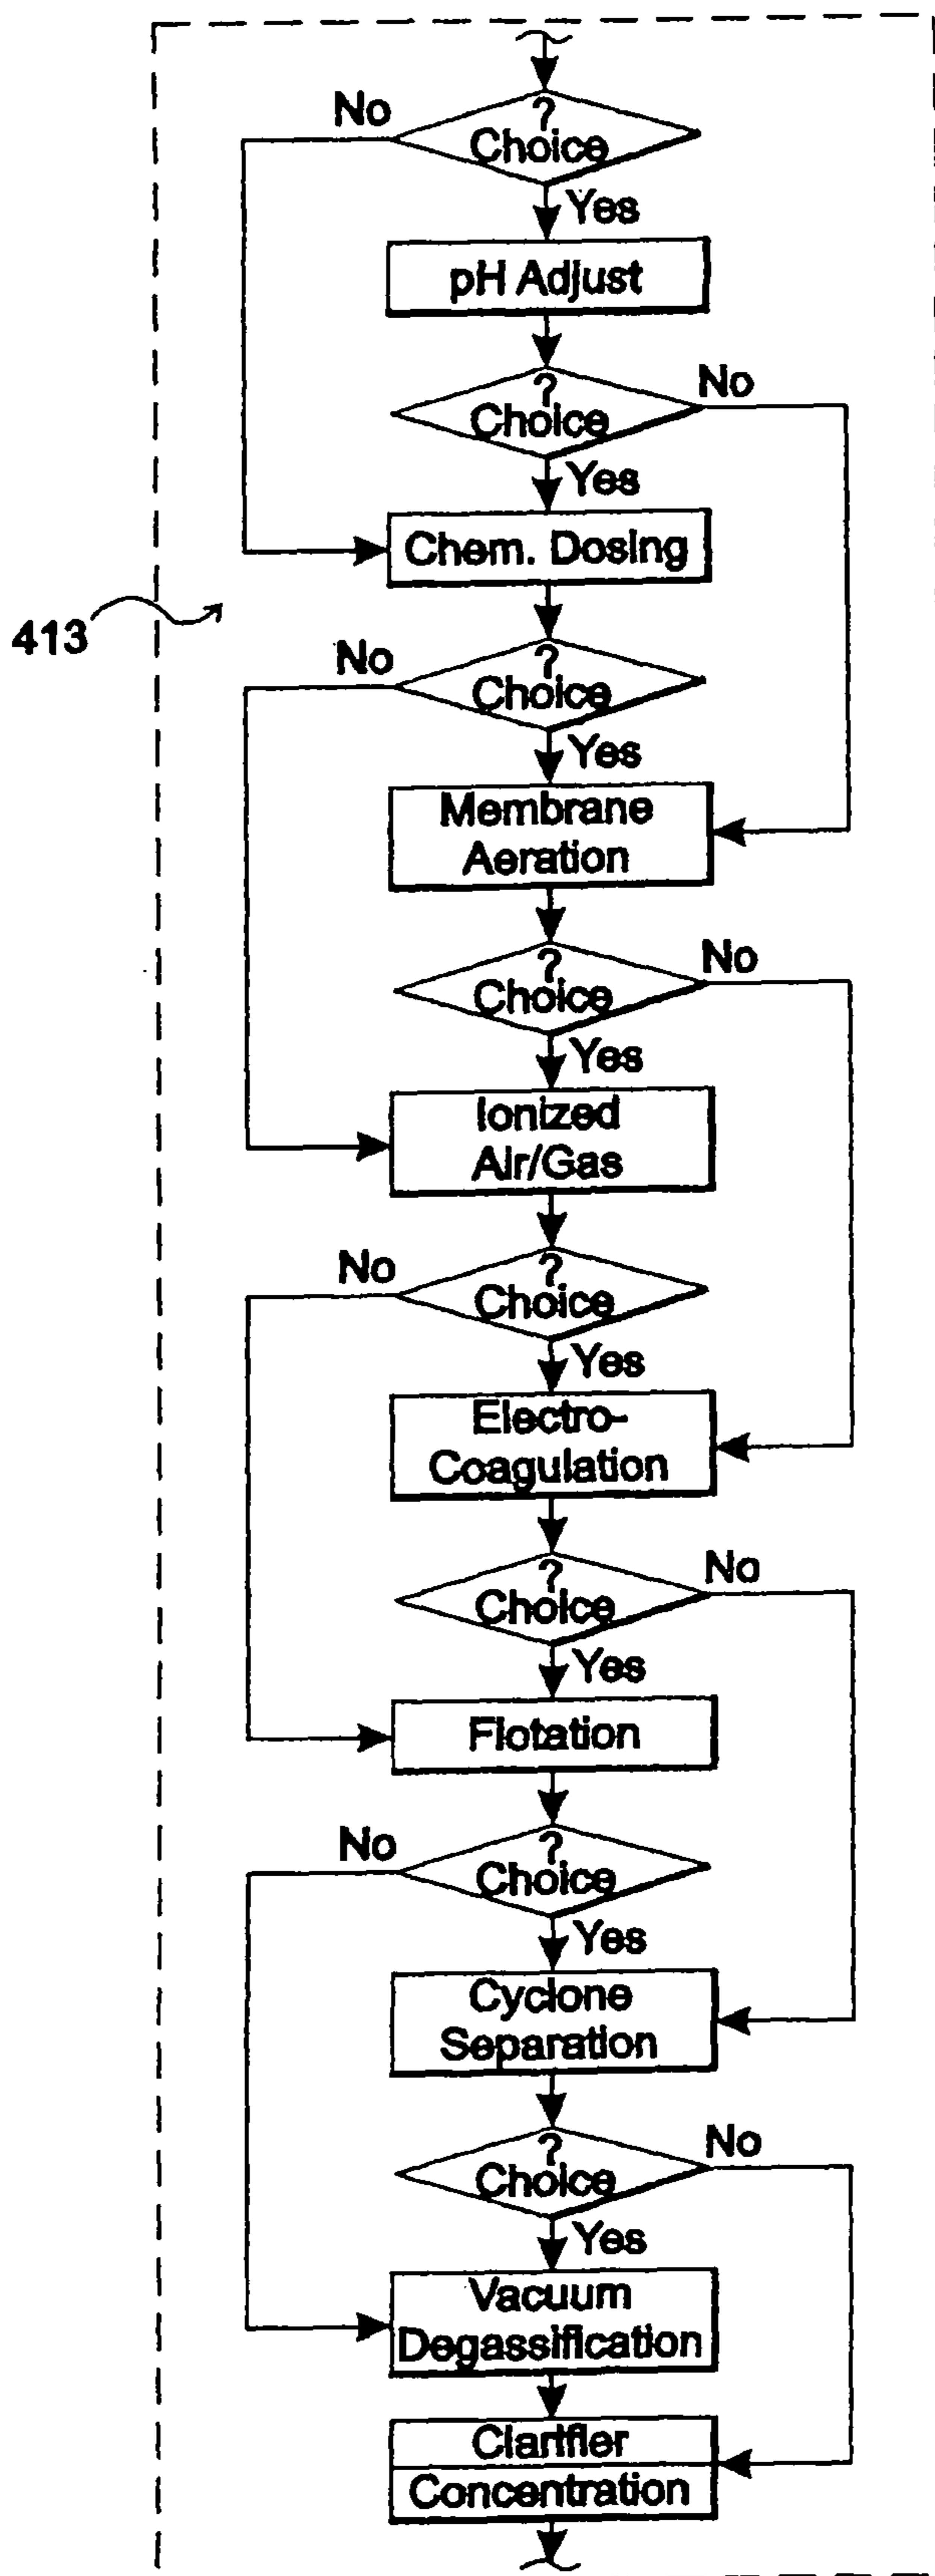 ?
No
Choice
Yes
pH Adjust
?
No
Choice
Yes
Chem. Dosing
413
?
No
Choice
Yes
Membrane
Aeration
?
No
Choice
Yes
Ionized
Air/Gas
?
No
Choice
Yes
Electro-
Coagulation
?
No
Choice
Yes
Flotation
?
No
Choice
Yes
Cyclone
Separation
?
No
Choice
Yes
Vacuum
Degassification
Clarifier
Concentration